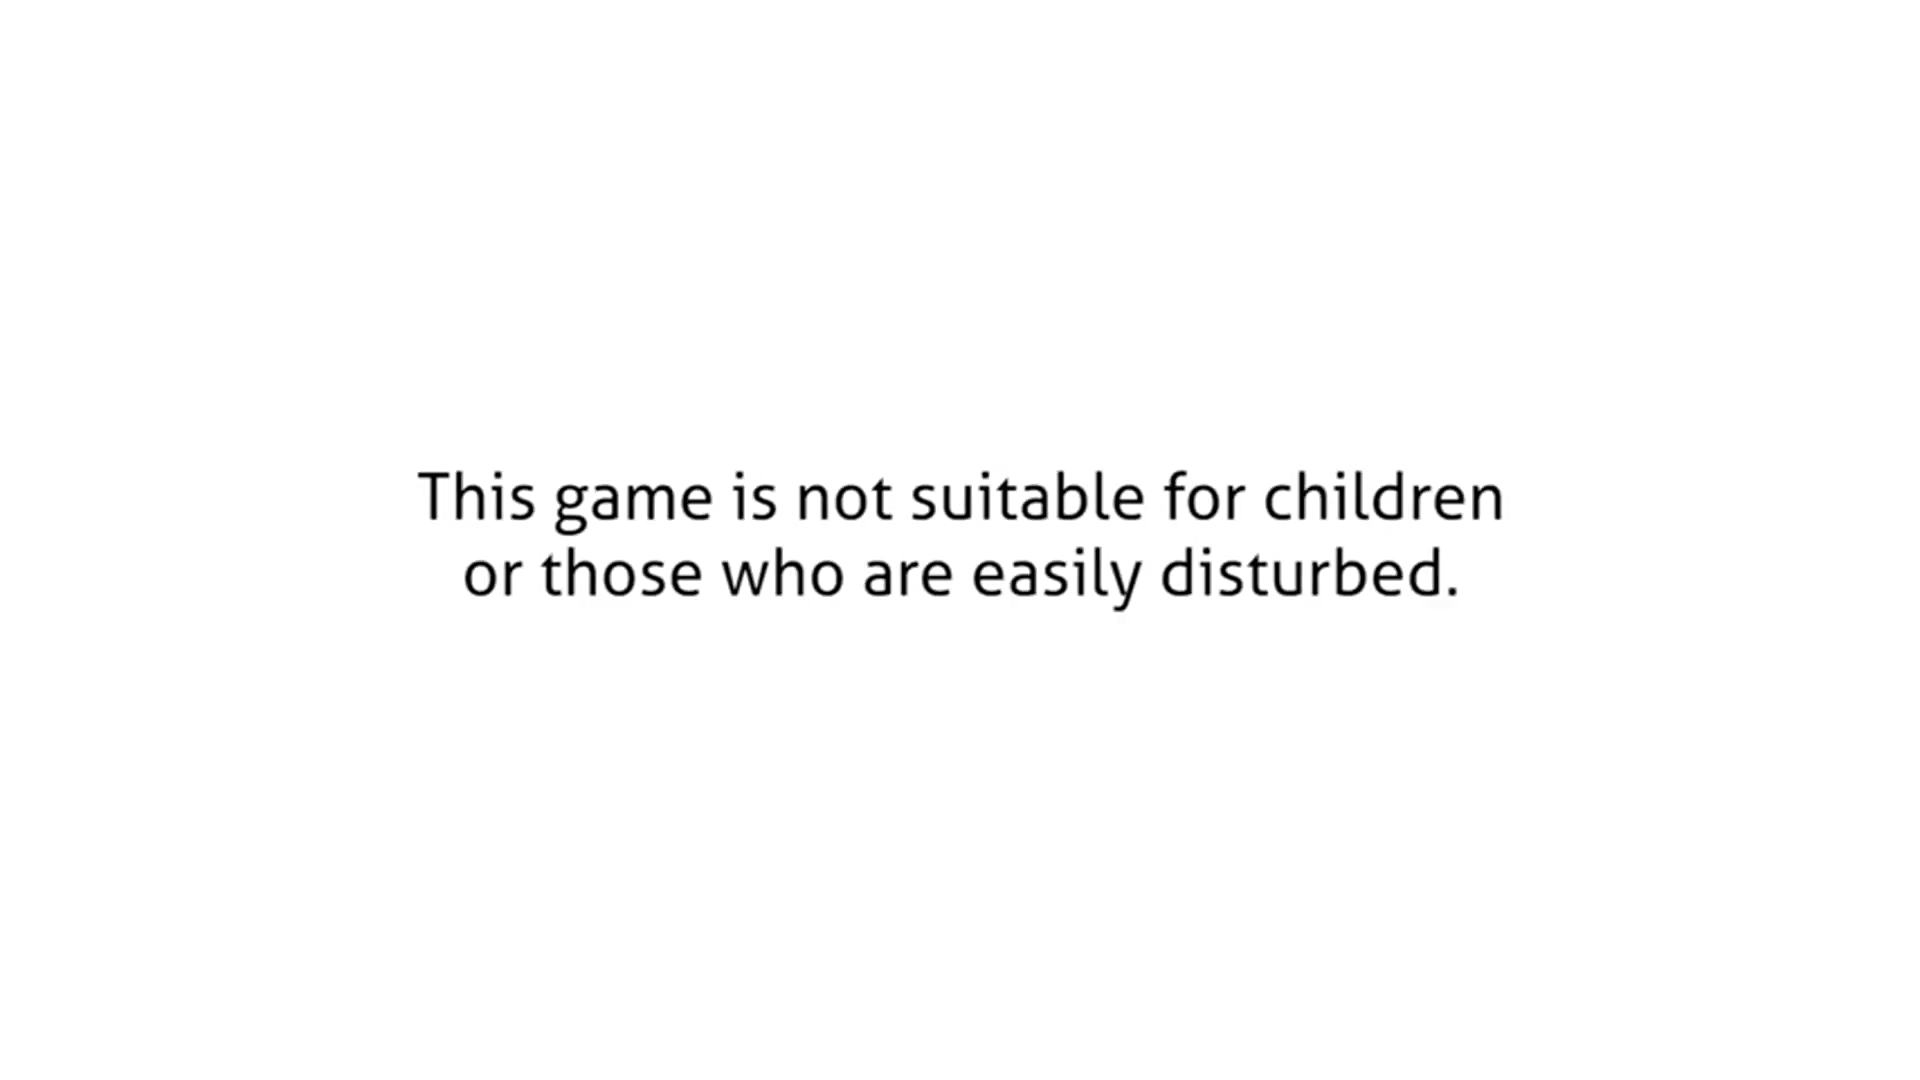 This game is not suitable for children
or those who are easily disturbed.